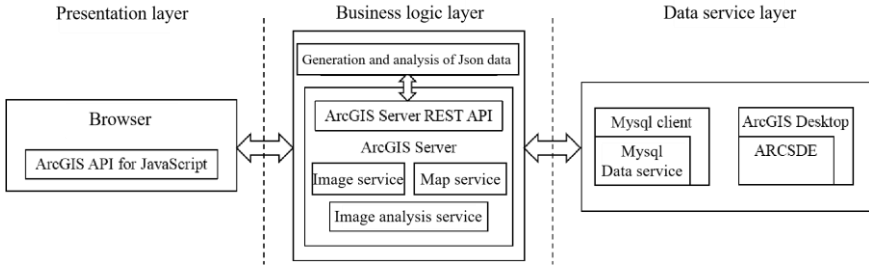 Presentation layer
Business logic layer
Data service layer
Generation and analysis of Json data
Browser
ArcGIS API for JavaScript
ArcGIS Server REST API
ArcGIS Server
Image service
Map service
Image analysis service
Mysql client
Mysql
Data service
ArcGIS Desktop
ARCSDE